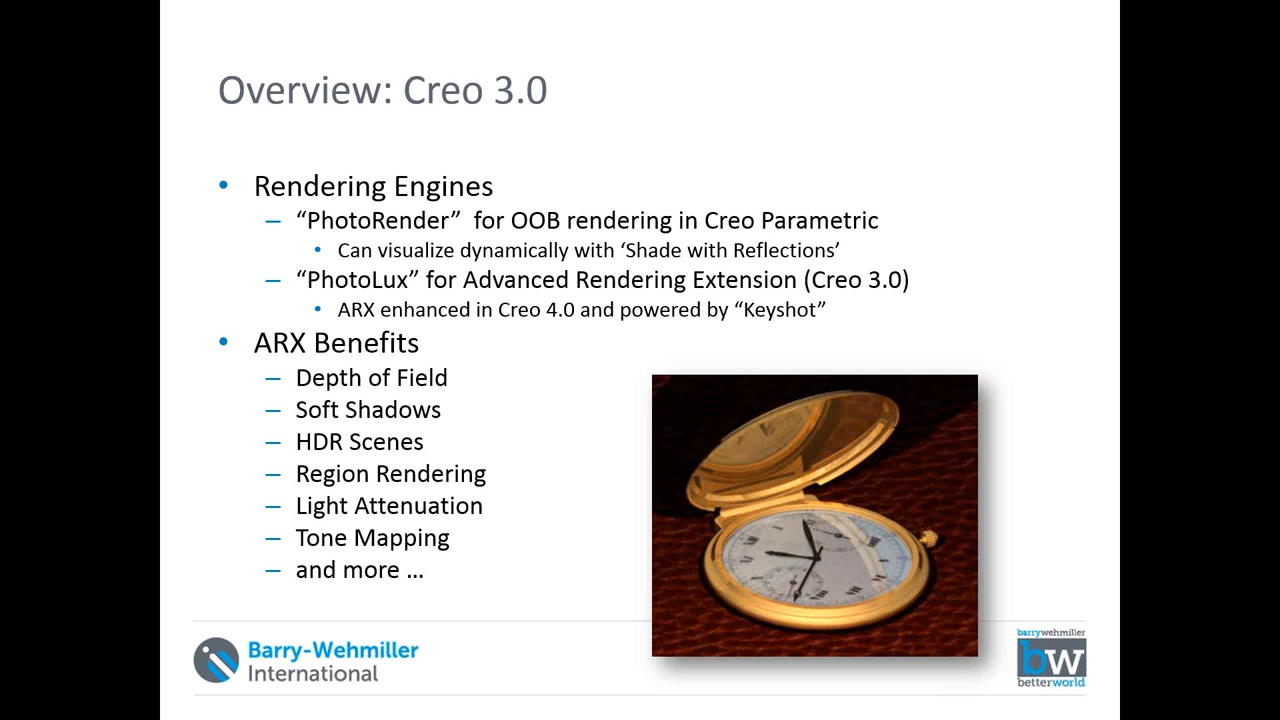 Overview: Creo 3.0
• Rendering Engines
– “PhotoRender” for OOB rendering in Creo Parametric
• Can visualize dynamically with ‘Shade with Reflections’
– “PhotoLux” for Advanced Rendering Extension (Creo 3.0)
• ARX enhanced in Creo 4.0 and powered by “Keyshot”
• ARX Benefits
– Depth of Field
– Soft Shadows
– HDR Scenes
– Region Rendering
– Light Attenuation
– Tone Mapping
– and more …
Barry-Wehmiller
International
barrywehmiller
bw
betterworld